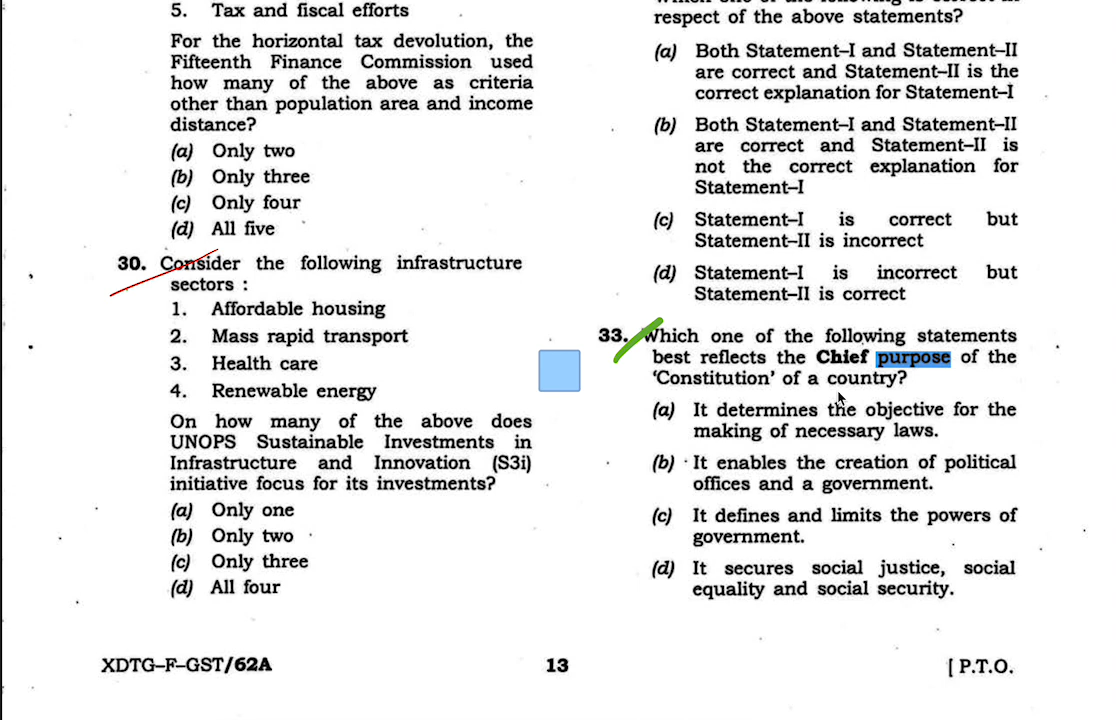 5. Tax and fiscal efforts
For the horizontal tax devolution, the
Fifteenth Finance Commission used
how many of the above as criteria
other than population area and income
distance?
(a) Only two
(b) Only three
(c) Only four
(d) All five
30. Consider the following infrastructure
sectors :
1. Affordable housing
2. Mass rapid transport
3. Health care
4. Renewable energy
On how many of the above does
UNOPS Sustainable Investments in
Infrastructure and Innovation (S3i)
initiative focus for its investments?
(a) Only one
(b) Only two
(c) Only three
(d) All four
respect of the above statements?
(a) Both Statement–I and Statement–II
are correct and Statement–II is the
correct explanation for Statement–I
(b) Both Statement–I and Statement–II
are correct and Statement–II is
not the correct explanation for
Statement–I
(c) Statement–I is correct but
Statement–II is incorrect
(d) Statement–I is incorrect but
Statement–II is correct
33. Which one of the following statements
best reflects the Chief purpose of the
‘Constitution’ of a country?
(a) It determines the objective for the
making of necessary laws.
(b) It enables the creation of political
offices and a government.
(c) It defines and limits the powers of
government.
(d) It secures social justice, social
equality and social security.
XDTG–F–GST/62A
13
[ P.T.O.